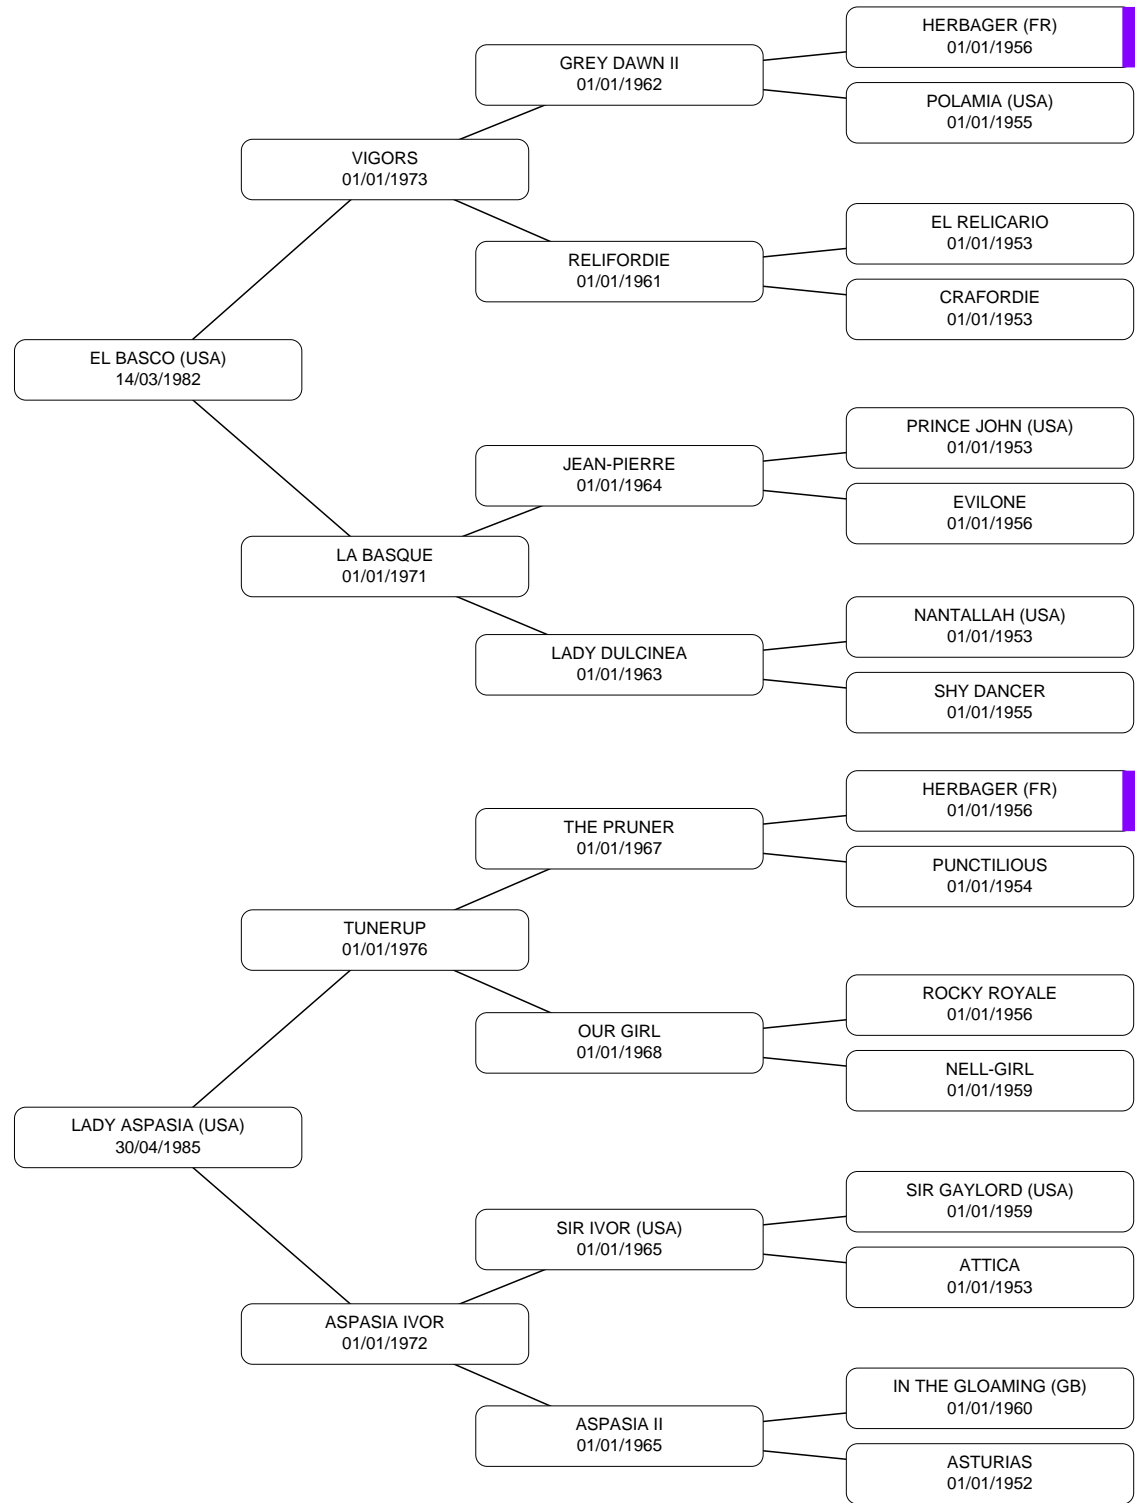 HERBAGER (FR)
01/01/1956
GREY DAWN II
01/01/1962
POLAMIA (USA)
01/01/1955
VIGORS
01/01/1973
EL RELICARIO
01/01/1953
RELIFORDIE
01/01/1961
CRAFORDIE
01/01/1953
EL BASCO (USA)
14/03/1982
PRINCE JOHN (USA)
01/01/1953
JEAN-PIERRE
01/01/1964
EVILONE
01/01/1956
LA BASQUE
01/01/1971
NANTALLAH (USA)
01/01/1953
LADY DULCINEA
01/01/1963
SHY DANCER
01/01/1955
HERBAGER (FR)
01/01/1956
THE PRUNER
01/01/1967
PUNCTILIOUS
01/01/1954
TUNERUP
01/01/1976
ROCKY ROYALE
01/01/1956
OUR GIRL
01/01/1968
NELL-GIRL
01/01/1959
LADY ASPASIA (USA)
30/04/1985
SIR GAYLORD (USA)
01/01/1959
SIR IVOR (USA)
01/01/1965
ATTICA
01/01/1953
ASPASIA IVOR
01/01/1972
IN THE GLOAMING (GB)
01/01/1960
ASPASIA II
01/01/1965
ASTURIAS
01/01/1952